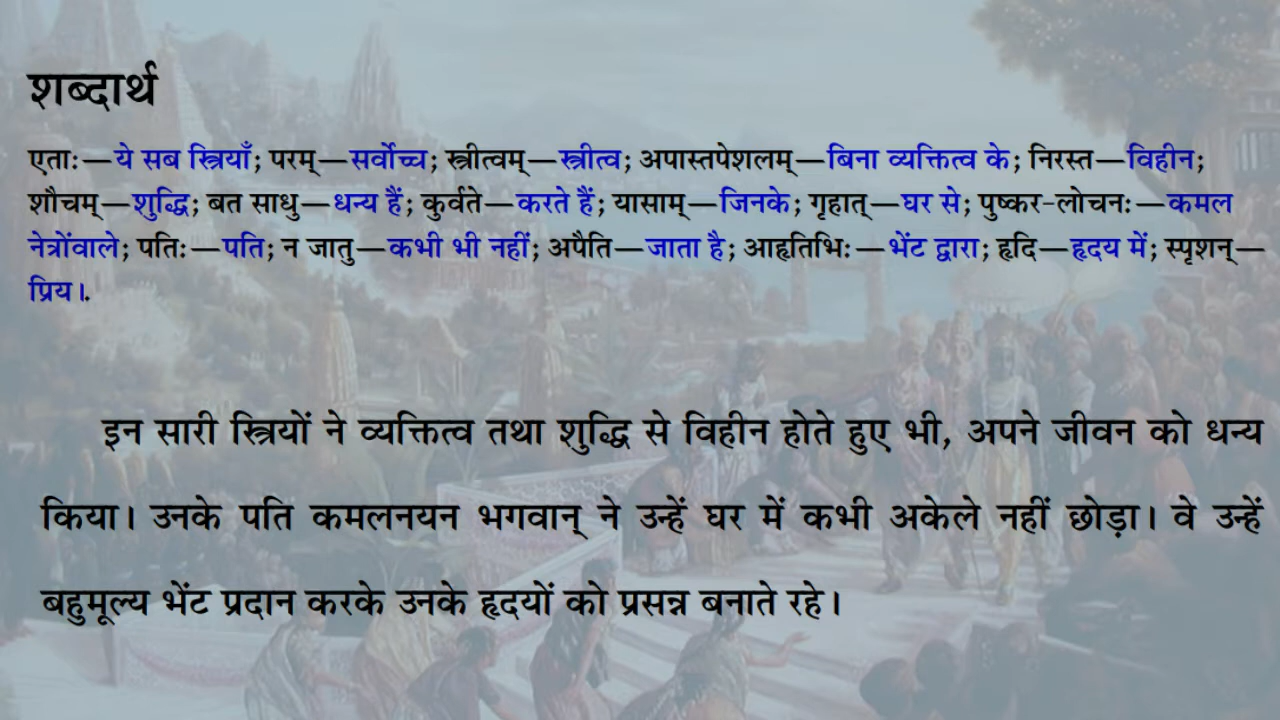 शब्दार्थ
एताः—ये सब स्त्रियाँ; परम्—सर्वोच्च; स्त्रीत्वम्—स्त्रीत्व; अपास्तपेशलम्—बिना व्यक्तित्व के; निरस्त—विहीन;
शौचम्—शुद्धि; बत साधु—धन्य हैं; कुर्वते—करते हैं; यासाम्—जिनके; गृहात्—घर से; पुष्कर-लोचनः—कमल
नेत्रोंवाले; पतिः—पति; न जातु—कभी भी नहीं; अपैति—जाता है; आहृतिभिः—भेंट द्वारा; हृदि—हृदय में; स्पृशन्—
प्रिय।.
इन सारी स्त्रियों ने व्यक्तित्व तथा शुद्धि से विहीन होते हुए भी, अपने जीवन को धन्य
किया। उनके पति कमलनयन भगवान् ने उन्हें घर में कभी अकेले नहीं छोड़ा। वे उन्हें
बहुमूल्य भेंट प्रदान करके उनके हृदयों को प्रसन्न बनाते रहे।